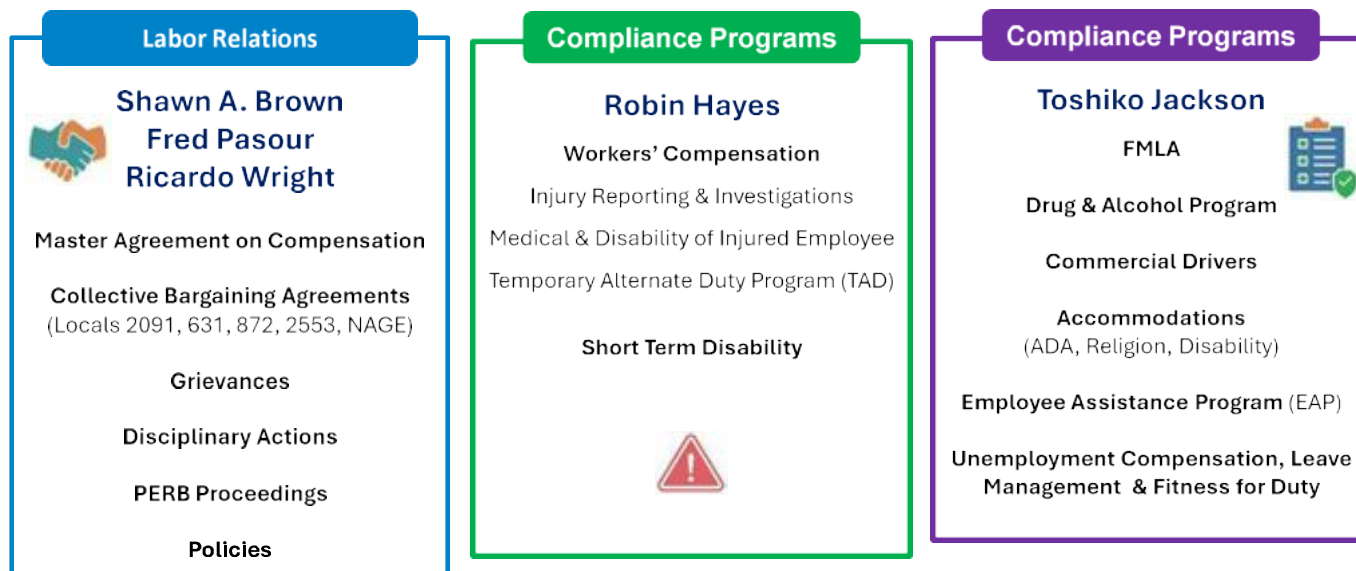 Labor Relations
Shawn A. Brown
Fred Pasour
Ricardo Wright
Master Agreement on Compensation
Collective Bargaining Agreements
(Locals 2091, 631, 872, 2553, NAGE)
Grievances
Disciplinary Actions
PERB Proceedings
Policies
Compliance Programs
Robin Hayes
Workers’ Compensation
Injury Reporting & Investigations
Medical & Disability of Injured Employee
Temporary Alternate Duty Program (TAD)
Short Term Disability
Compliance Programs
Toshiko Jackson
FMLA
Drug & Alcohol Program
Commercial Drivers
Accommodations
(ADA, Religion, Disability)
Employee Assistance Program (EAP)
Unemployment Compensation, Leave
Management & Fitness for Duty